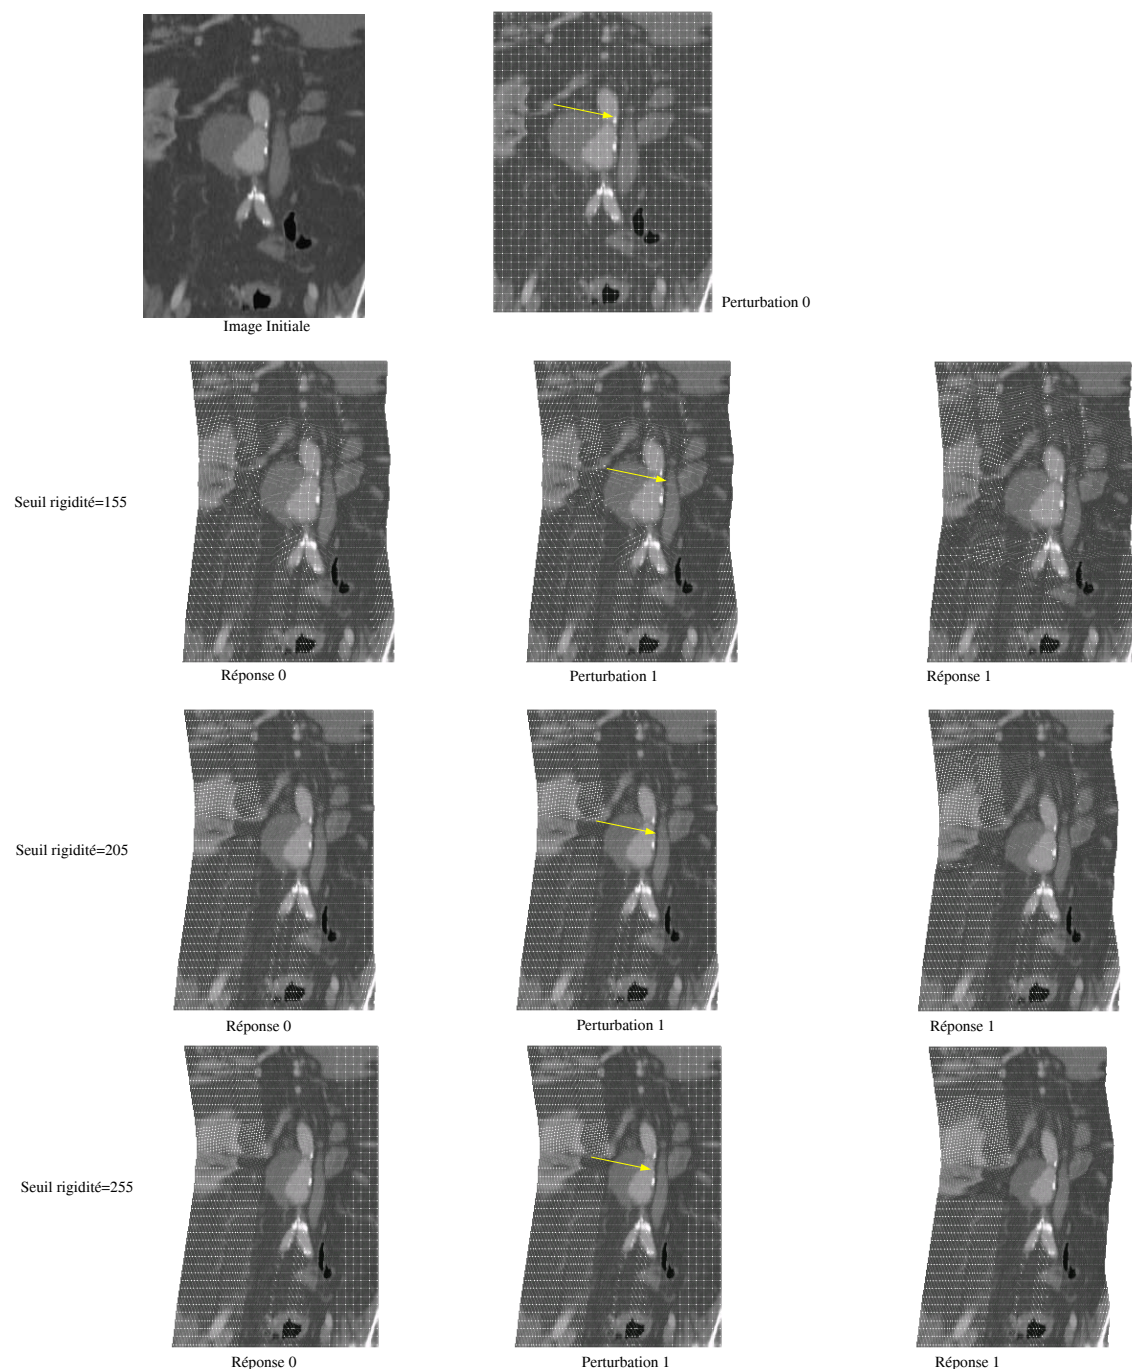 Image Initiale
Perturbation 0
Seuil rigidité=155
Réponse 0
Perturbation 1
Réponse 1
Seuil rigidité=205
Réponse 0
Perturbation 1
Réponse 1
Seuil rigidité=255
Réponse 0
Perturbation 1
Réponse 1